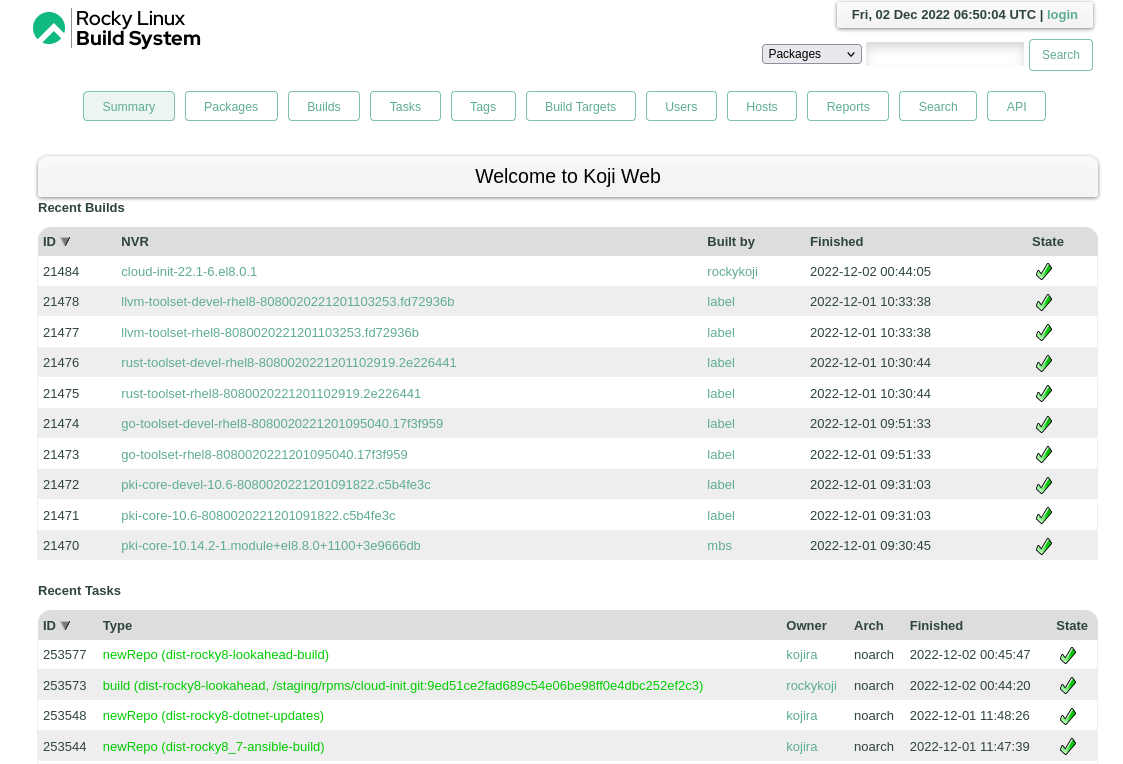 Rocky Linux
Build System
Fri, 02 Dec 2022 06:50:04 UTC | login
Packages Search
Summary Packages Builds Tasks Tags Build Targets Users Hosts Reports Search API
Welcome to Koji Web
Recent Builds
ID NVR Built by Finished State
21484 cloud-init-22.1-6.el8.0.1 rockykoji 2022-12-02 00:44:05
21478 llvm-toolset-devel-rhel8-8080020221201103253.fd72936b label 2022-12-01 10:33:38
21477 llvm-toolset-rhel8-8080020221201103253.fd72936b label 2022-12-01 10:33:38
21476 rust-toolset-devel-rhel8-8080020221201102919.2e226441 label 2022-12-01 10:30:44
21475 rust-toolset-rhel8-8080020221201102919.2e226441 label 2022-12-01 10:30:44
21474 go-toolset-devel-rhel8-8080020221201095040.17f3f959 label 2022-12-01 09:51:33
21473 go-toolset-rhel8-8080020221201095040.17f3f959 label 2022-12-01 09:51:33
21472 pki-core-devel-10.6-8080020221201091822.c5b4fe3c label 2022-12-01 09:31:03
21471 pki-core-10.6-8080020221201091822.c5b4fe3c label 2022-12-01 09:31:03
21470 pki-core-10.14.2-1.module+el8.8.0+1100+3e9666db mbs 2022-12-01 09:30:45
Recent Tasks
ID Type Owner Arch Finished State
253577 newRepo (dist-rocky8-lookahead-build) kojira noarch 2022-12-02 00:45:47
253573 build (dist-rocky8-lookahead, /staging/rpms/cloud-init.git:9ed51ce2fad689c54e06be98ff0e4dbc252ef2c3) rockykoji noarch 2022-12-02 00:44:20
253548 newRepo (dist-rocky8-dotnet-updates) kojira noarch 2022-12-01 11:48:26
253544 newRepo (dist-rocky8_7-ansible-build) kojira noarch 2022-12-01 11:47:39